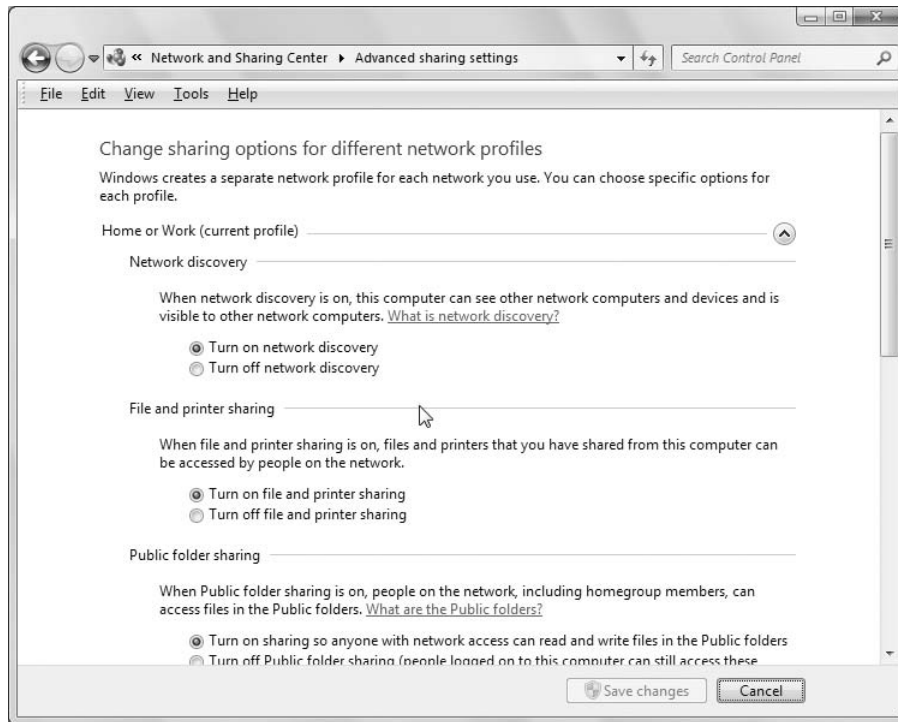 « Network and Sharing Center ▸ Advanced sharing settings
Search Control Panel
File Edit View Tools Help
Change sharing options for different network profiles
Windows creates a separate network profile for each network you use. You can choose specific options for
each profile.
Home or Work (current profile)
Network discovery
When network discovery is on, this computer can see other network computers and devices and is
visible to other network computers. What is network discovery?
Turn on network discovery
Turn off network discovery
File and printer sharing
When file and printer sharing is on, files and printers that you have shared from this computer can
be accessed by people on the network.
Turn on file and printer sharing
Turn off file and printer sharing
Public folder sharing
When Public folder sharing is on, people on the network, including homegroup members, can
access files in the Public folders. What are the Public folders?
Turn on sharing so anyone with network access can read and write files in the Public folders
Turn off Public folder sharing (people logged on to this computer can still access these
Save changes
Cancel